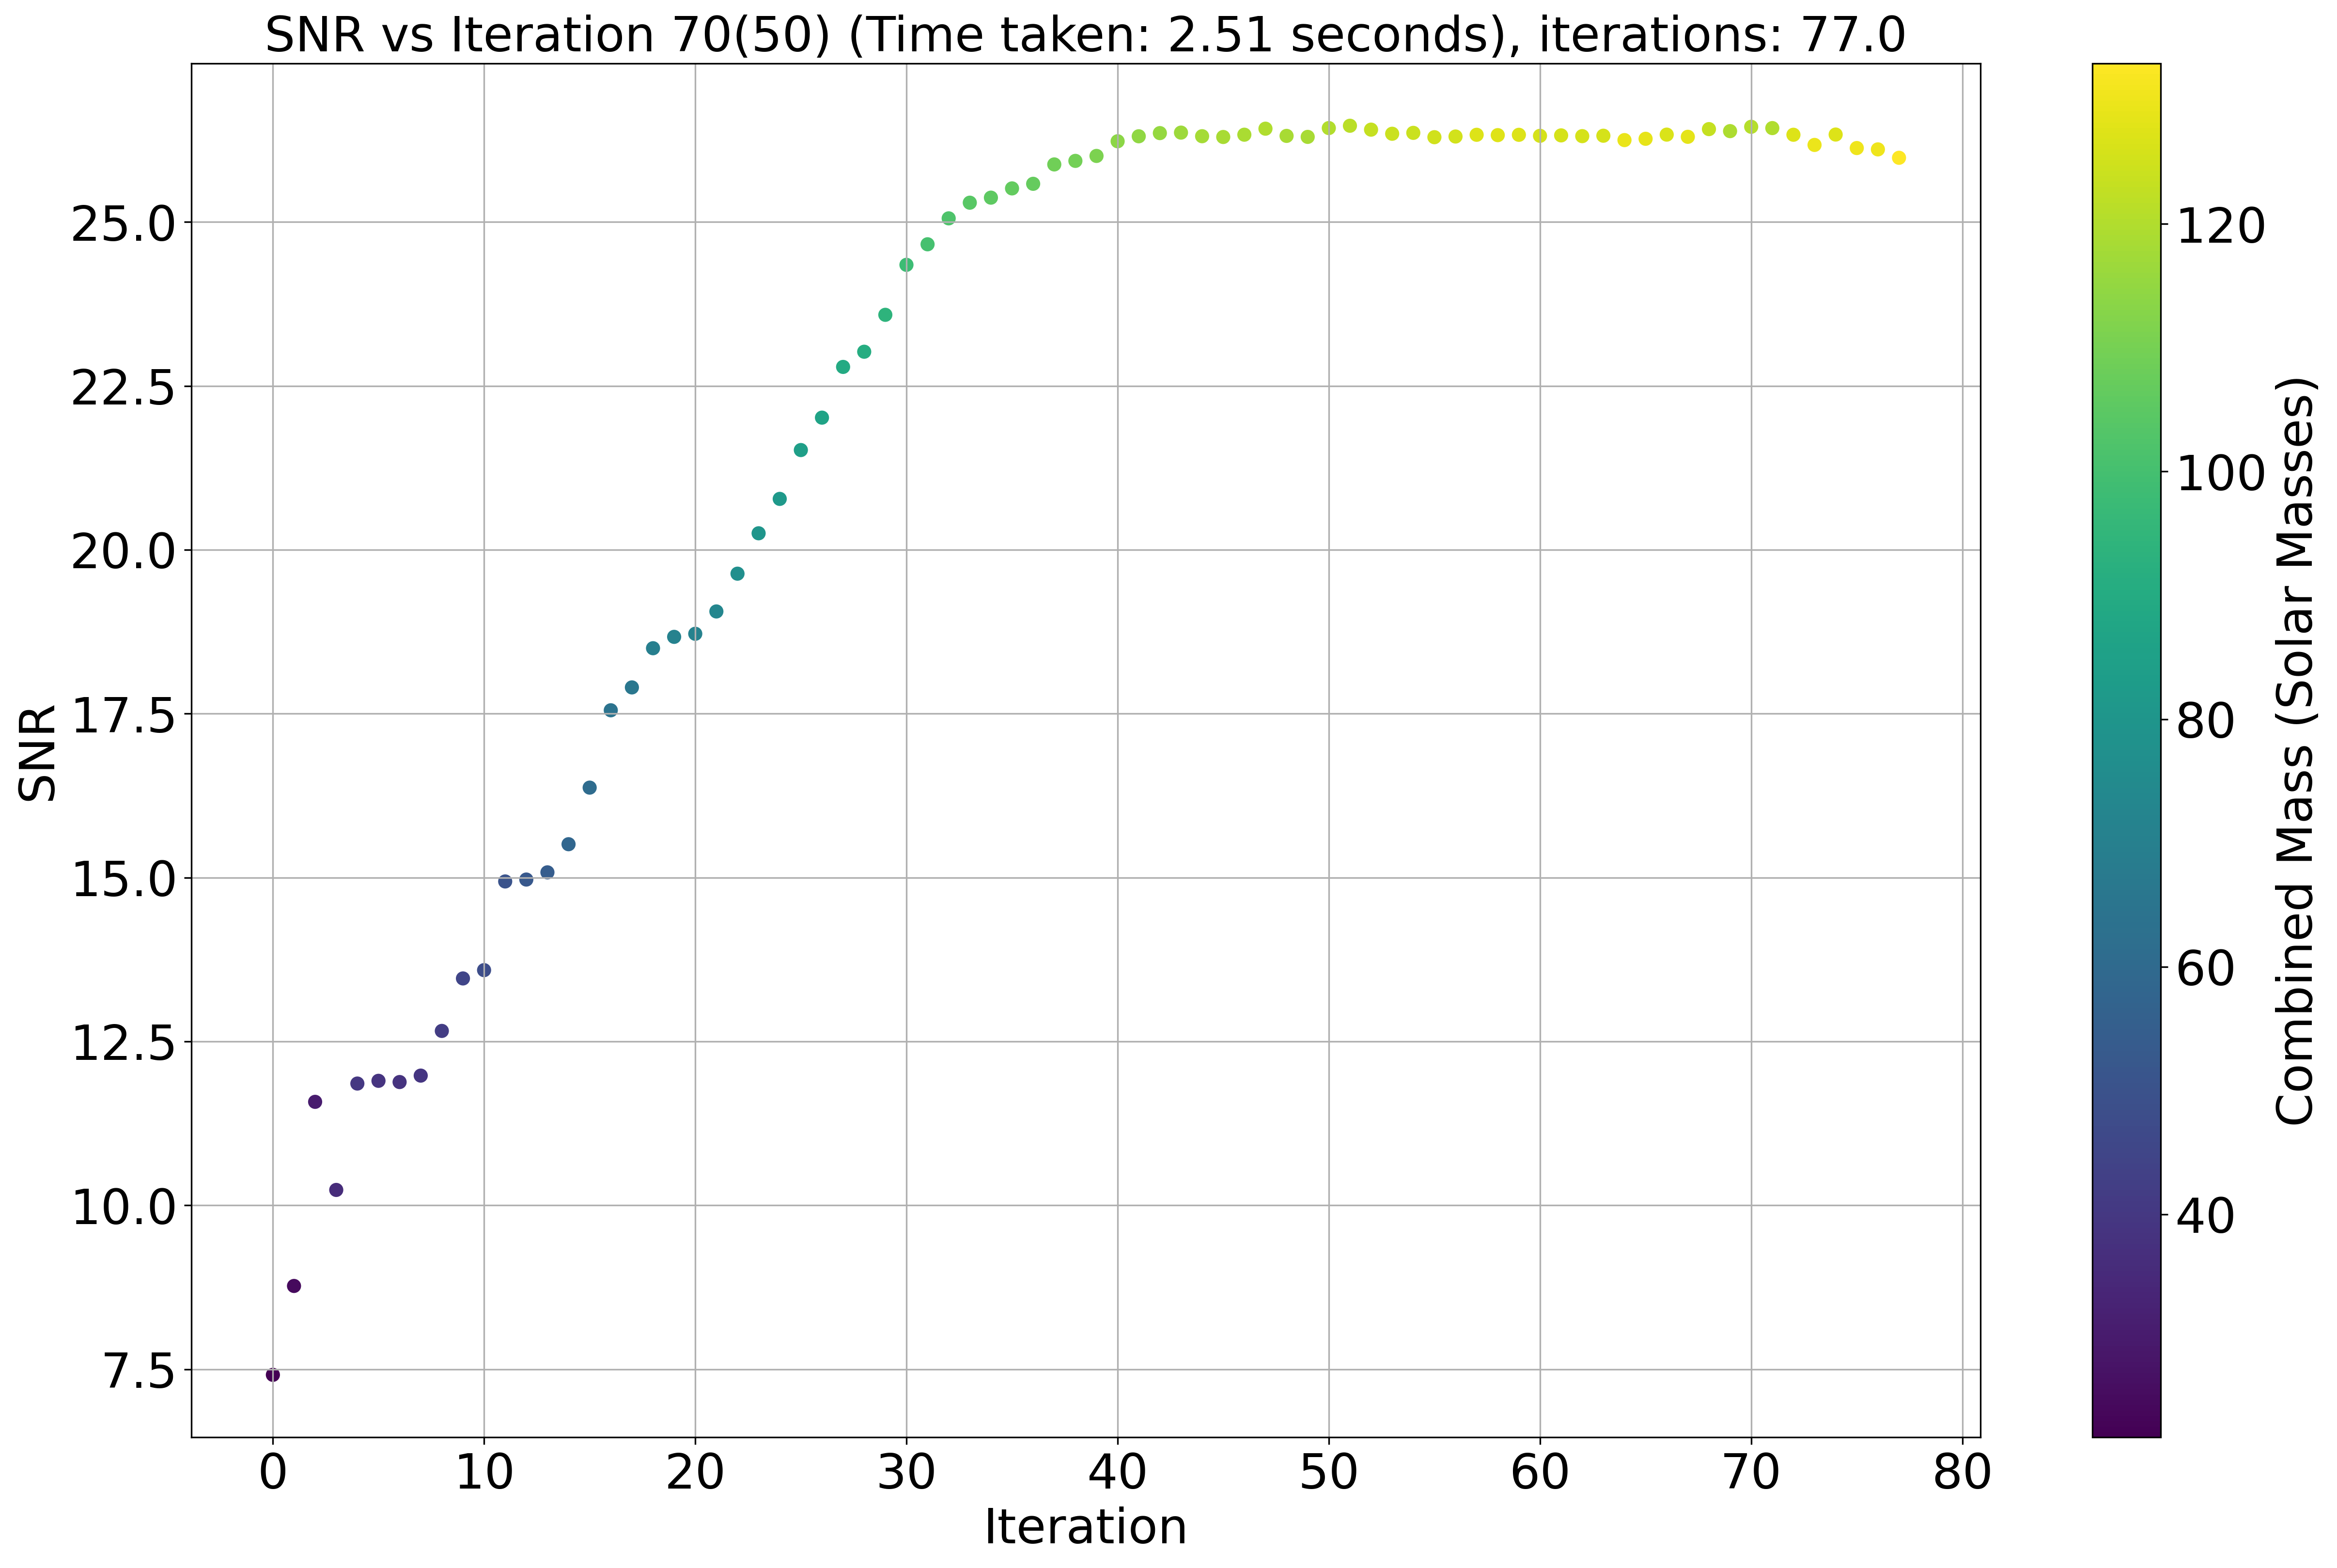 SNR vs Iteration 70(50) (Time taken: 2.51 seconds), iterations: 77.0
SNR
25.0
22.5
20.0
17.5
15.0
12.5
10.0
7.5
0 10 20 30 40 50 60 70 80
Iteration
120
100
80
60
40
Combined Mass (Solar Masses)